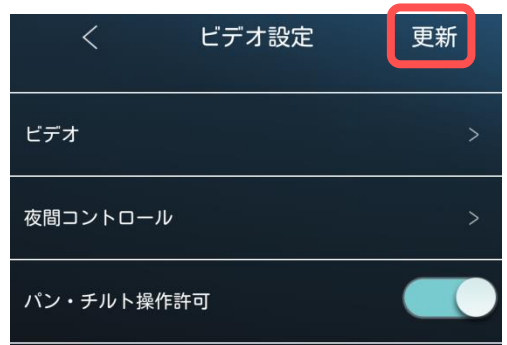 ビデオ設定 更新
ビデオ
夜間コントロール
パン・チルト操作許可